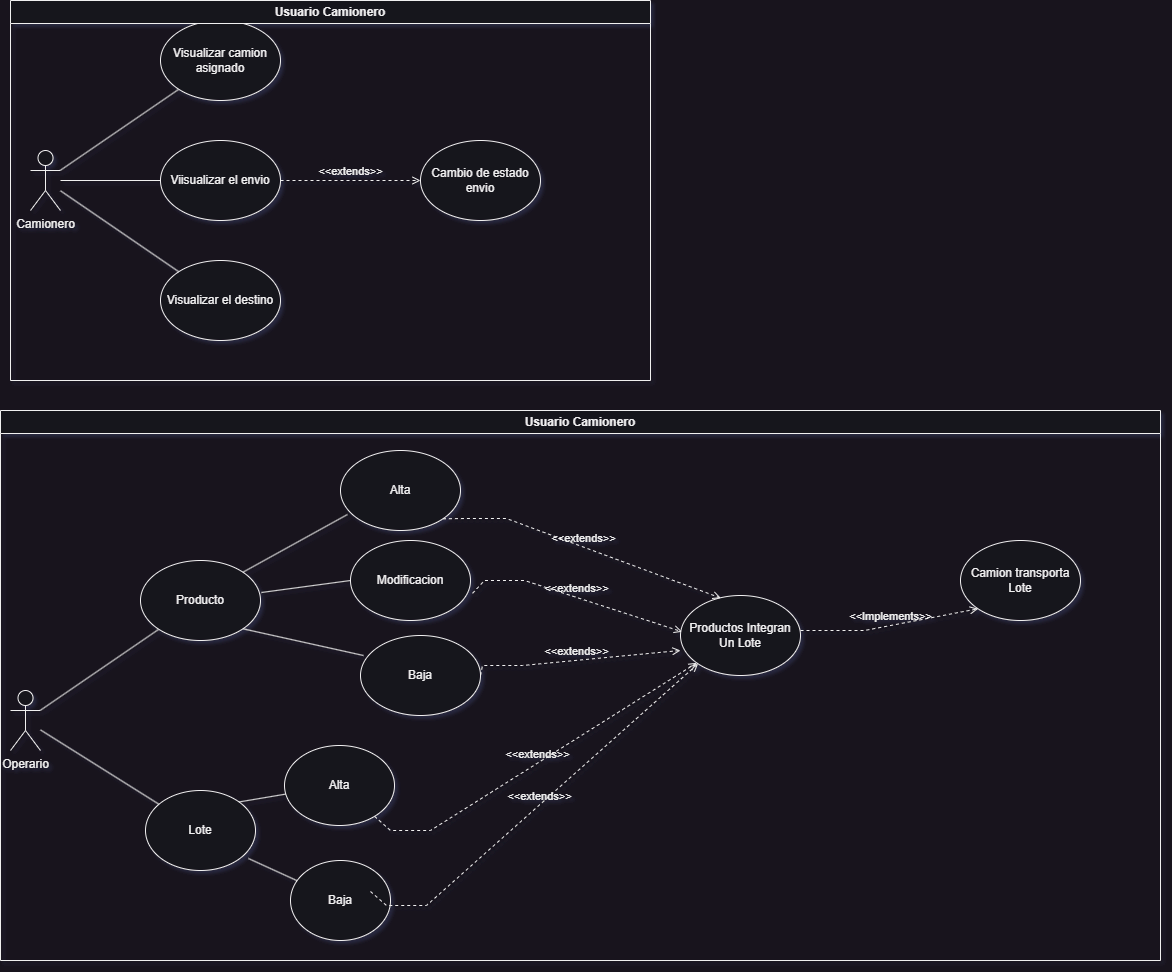 Usuario Camionero
Visualizar camion
asignado
Viisualizar el envio
<<extends>>
Cambio de estado
envio
Camionero
Visualizar el destino
Usuario Camionero
Alta
<<extends>>
Modificacion
<<extends>>
Producto
Camion transporta
Lote
<<Implements>>
Productos Integran
Un Lote
<<extends>>
Baja
Operario
<<extends>>
Alta
<<extends>>
Lote
Baja